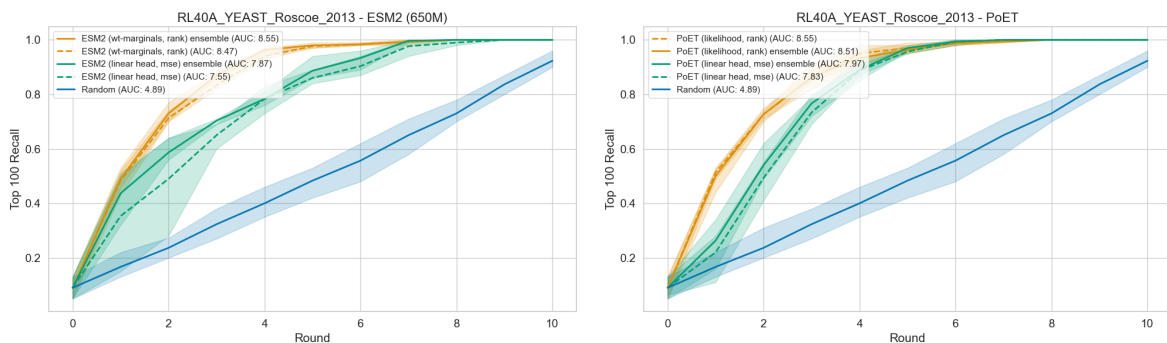 RL40A_YEAST_Roscoe_2013 - ESM2 (650M)
ESM2 (wt-marginals, rank) ensemble (AUC: 8.55)
ESM2 (wt-marginals, rank) (AUC: 8.47)
ESM2 (linear head, mse) ensemble (AUC: 7.87)
ESM2 (linear head, mse) (AUC: 7.55)
Random (AUC: 4.89)
Top 100 Recall
1.0
0.8
0.6
0.4
0.2
0
2
4
6
8
10
Round
RL40A_YEAST_Roscoe_2013 - PoET
PoET (likelihood, rank) (AUC: 8.55)
PoET (likelihood, rank) ensemble (AUC: 8.51)
PoET (linear head, mse) ensemble (AUC: 7.97)
PoET (linear head, mse) (AUC: 7.83)
Random (AUC: 4.89)
Top 100 Recall
1.0
0.8
0.6
0.4
0.2
0
2
4
6
8
10
Round